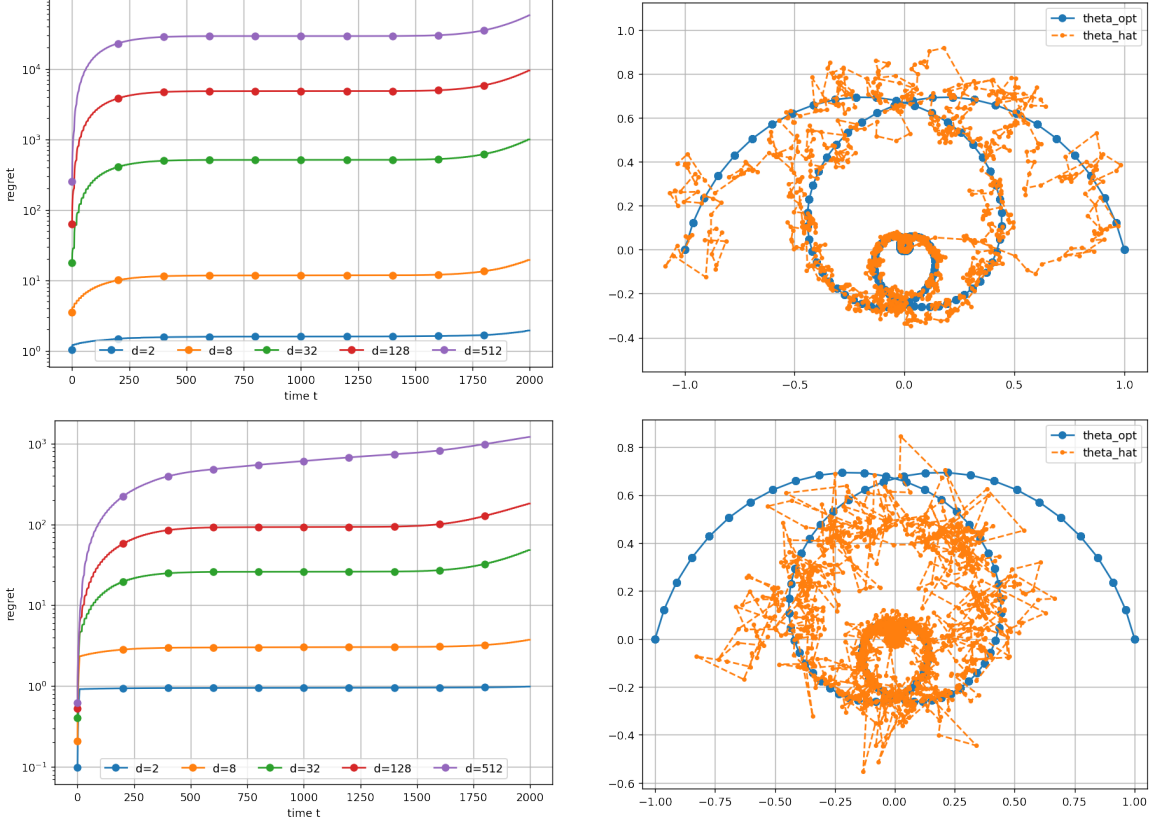 10⁴
10³
10²
10¹
10⁰
regret
0 250 500 750 1000 1250 1500 1750 2000
time t
d=2 d=8 d=32 d=128 d=512
1.0
0.8
0.6
0.4
0.2
0.0
−0.2
−0.4
−1.0 −0.5 0.0 0.5 1.0
theta_opt
theta_hat
10³
10²
10¹
10⁰
10⁻¹
regret
0 250 500 750 1000 1250 1500 1750 2000
time t
d=2 d=8 d=32 d=128 d=512
0.8
0.6
0.4
0.2
0.0
−0.2
−0.4
−0.6
−1.00 −0.75 −0.50 −0.25 0.00 0.25 0.50 0.75 1.00
theta_opt
theta_hat